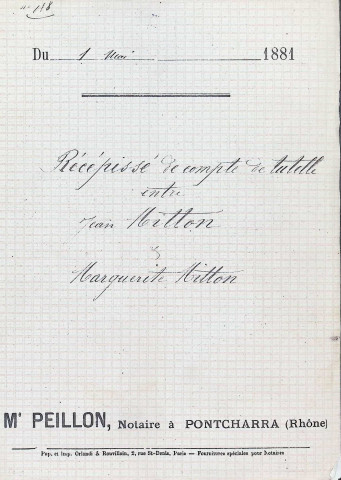 n° 118
Du 1 Mai 1881
Récépissé de compte de tutelle
entre
Jean Mitton
&
Marguerite Mitton
Mᵉ PEILLON, Notaire à PONTCHARRA (Rhône)
Pap. et imp. Orinadi & Rouvillain, 2, rue St-Denis, Paris — Fournitures spéciales pour Notaires